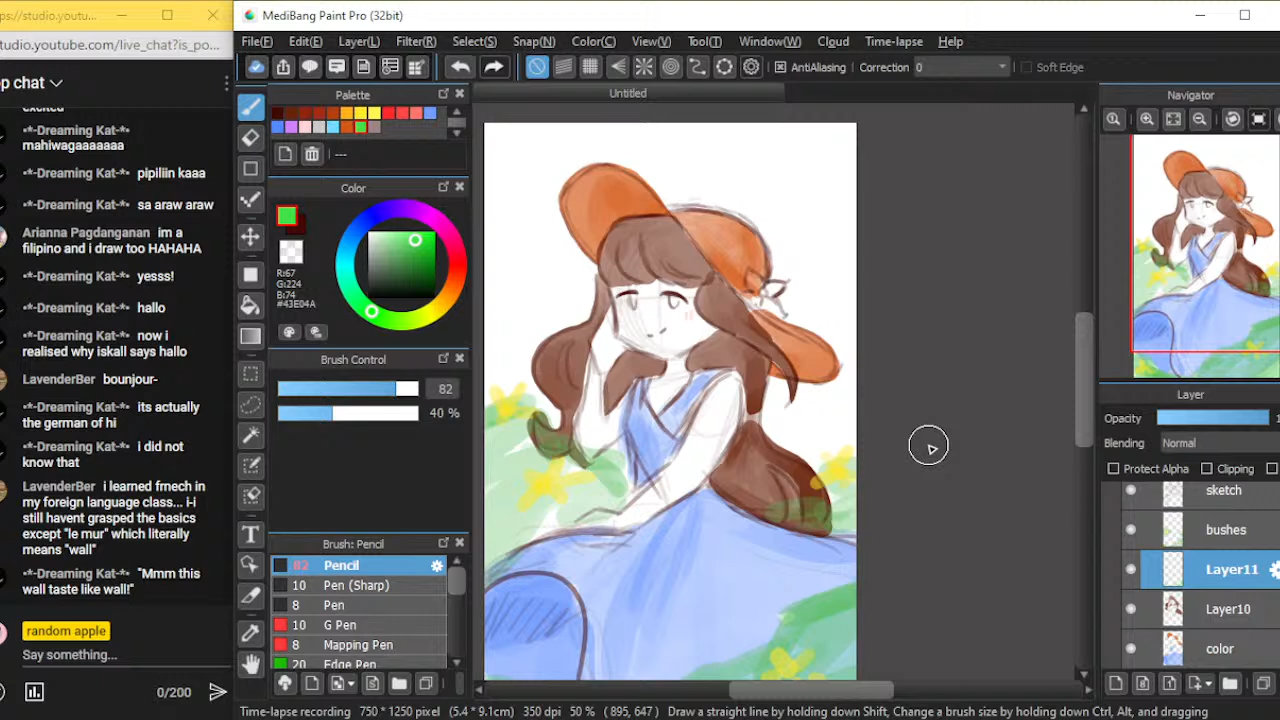 ps://studio.youtu...
studio.youtube.com/live_chat?is_po...
op chat
excited
-*-Dreaming Kat-*-
mahiwagaaaaaa
-*-Dreaming Kat-*- pipiliin kaaa
-*-Dreaming Kat-*- sa araw araw
Arianna Pagdanganan im a
filipino and i draw too HAHAHA
-*-Dreaming Kat-*- yesss!
-*-Dreaming Kat-*- hallo
-*-Dreaming Kat-*- now i
realised why iskall says hallo
LavenderBer bounjour-
-*-Dreaming Kat-*- its actually
the german of hi
-*-Dreaming Kat-*- i did not
know that
LavenderBer i learned frnech in
my foreign language class... i-i
still havent grasped the basics
except "le mur" which literally
means "wall"
-*-Dreaming Kat-*- "Mmm this
wall taste like wall!"
random apple
Say something...
0/200
MediBang Paint Pro (32bit)
File(F) Edit(E) Layer(L) Filter(R) Select(S) Snap(N) Color(C) View(V) Tool(T) Window(W) Cloud Time-lapse Help
AntiAliasing Correction 0 Soft Edge
Palette
---
Color
R:67
G:224
B:74
#43E04A
Brush Control
82
40 %
Brush: Pencil
82 Pencil
10 Pen (Sharp)
8 Pen
10 G Pen
8 Mapping Pen
20 Edge Pen
Untitled
Navigator
Layer
Opacity
Blending Normal
Protect Alpha Clipping
sketch
bushes
Layer11
Layer10
color
Time-lapse recording 750 * 1250 pixel (5.4 * 9.1cm) 350 dpi 50 % ( 895, 647 ) Draw a straight line by holding down Shift, Change a brush size by holding down Ctrl, Alt, and dragging